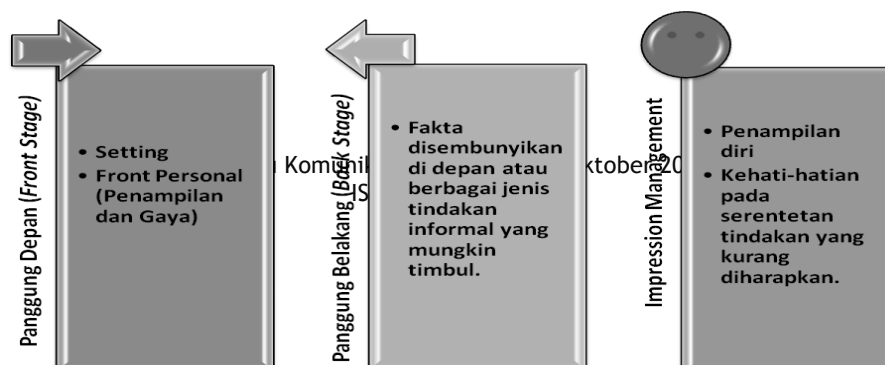 Panggung Depan (Front Stage)
• Setting
• Front Personal
(Penampilan
dan Gaya)
Panggung Belakang (Back Stage)
• Fakta
disembunyikan
di depan atau
berbagai jenis
tindakan
informal yang
mungkin
timbul.
Impression Management
• Penampilan
diri
• Kehati-hatian
pada
serentetan
tindakan yang
kurang
diharapkan.